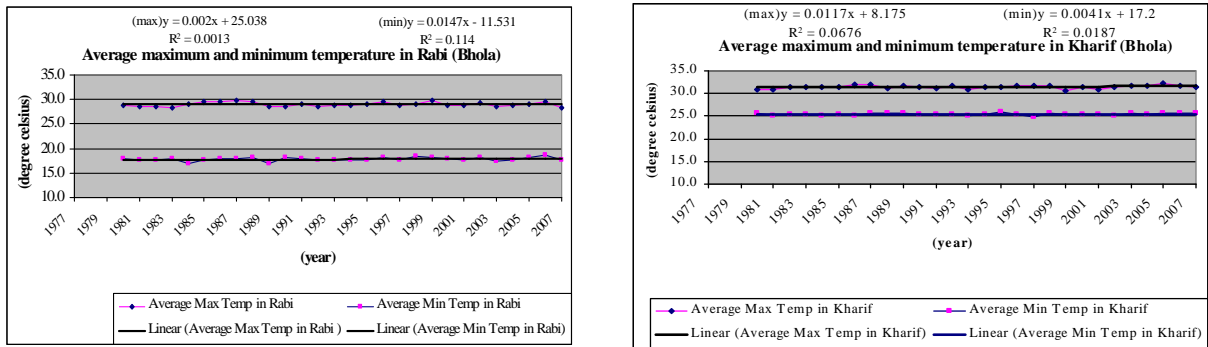 (max)y = 0.002x + 25.038 (min)y = 0.0147x - 11.531
R² = 0.0013 R² = 0.114
Average maximum and minimum temperature in Rabi (Bhola)
(degree celsius)
35.0
30.0
25.0
20.0
15.0
10.0
1977 1979 1981 1983 1985 1987 1989 1991 1993 1995 1997 1999 2001 2003 2005 2007
(year)
Average Max Temp in Rabi Average Min Temp in Rabi
Linear (Average Max Temp in Rabi ) Linear (Average Min Temp in Rabi)
(max)y = 0.0117x + 8.175 (min)y = 0.0041x + 17.2
R² = 0.0676 R² = 0.0187
Average maximum and minimum temperature in Kharif (Bhola)
(degree celsius)
35.0
30.0
25.0
20.0
15.0
10.0
1977 1979 1981 1983 1985 1987 1989 1991 1993 1995 1997 1999 2001 2003 2005 2007
(year)
Average Max Temp in Kharif Average Min Temp in Kharif
Linear (Average Max Temp in Kharif) Linear (Average Min Temp in Kharif)